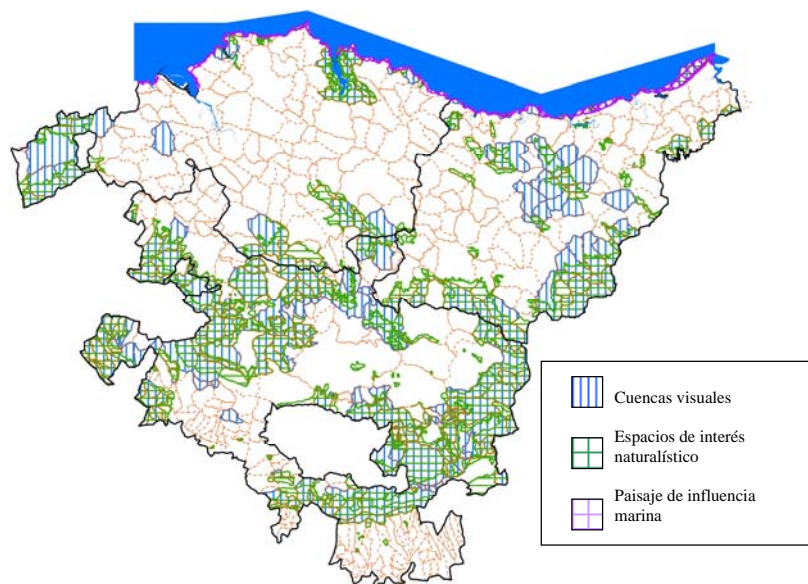 Cuencas visuales
Espacios de interés
naturalístico
Paisaje de influencia
marina